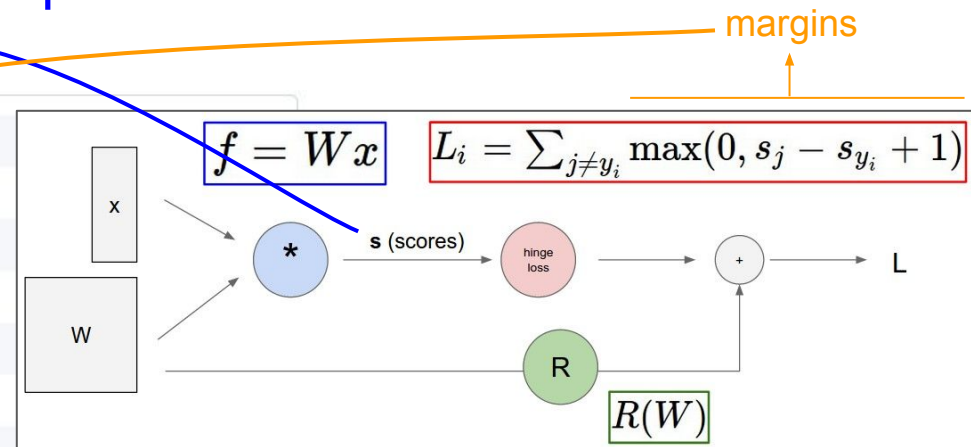 margins
f = Wx
L_i = \sum_{j \neq y_i} \max(0, s_j - s_{y_i} + 1)
x
*
s (scores)
hinge
loss
+
L
W
R
R(W)